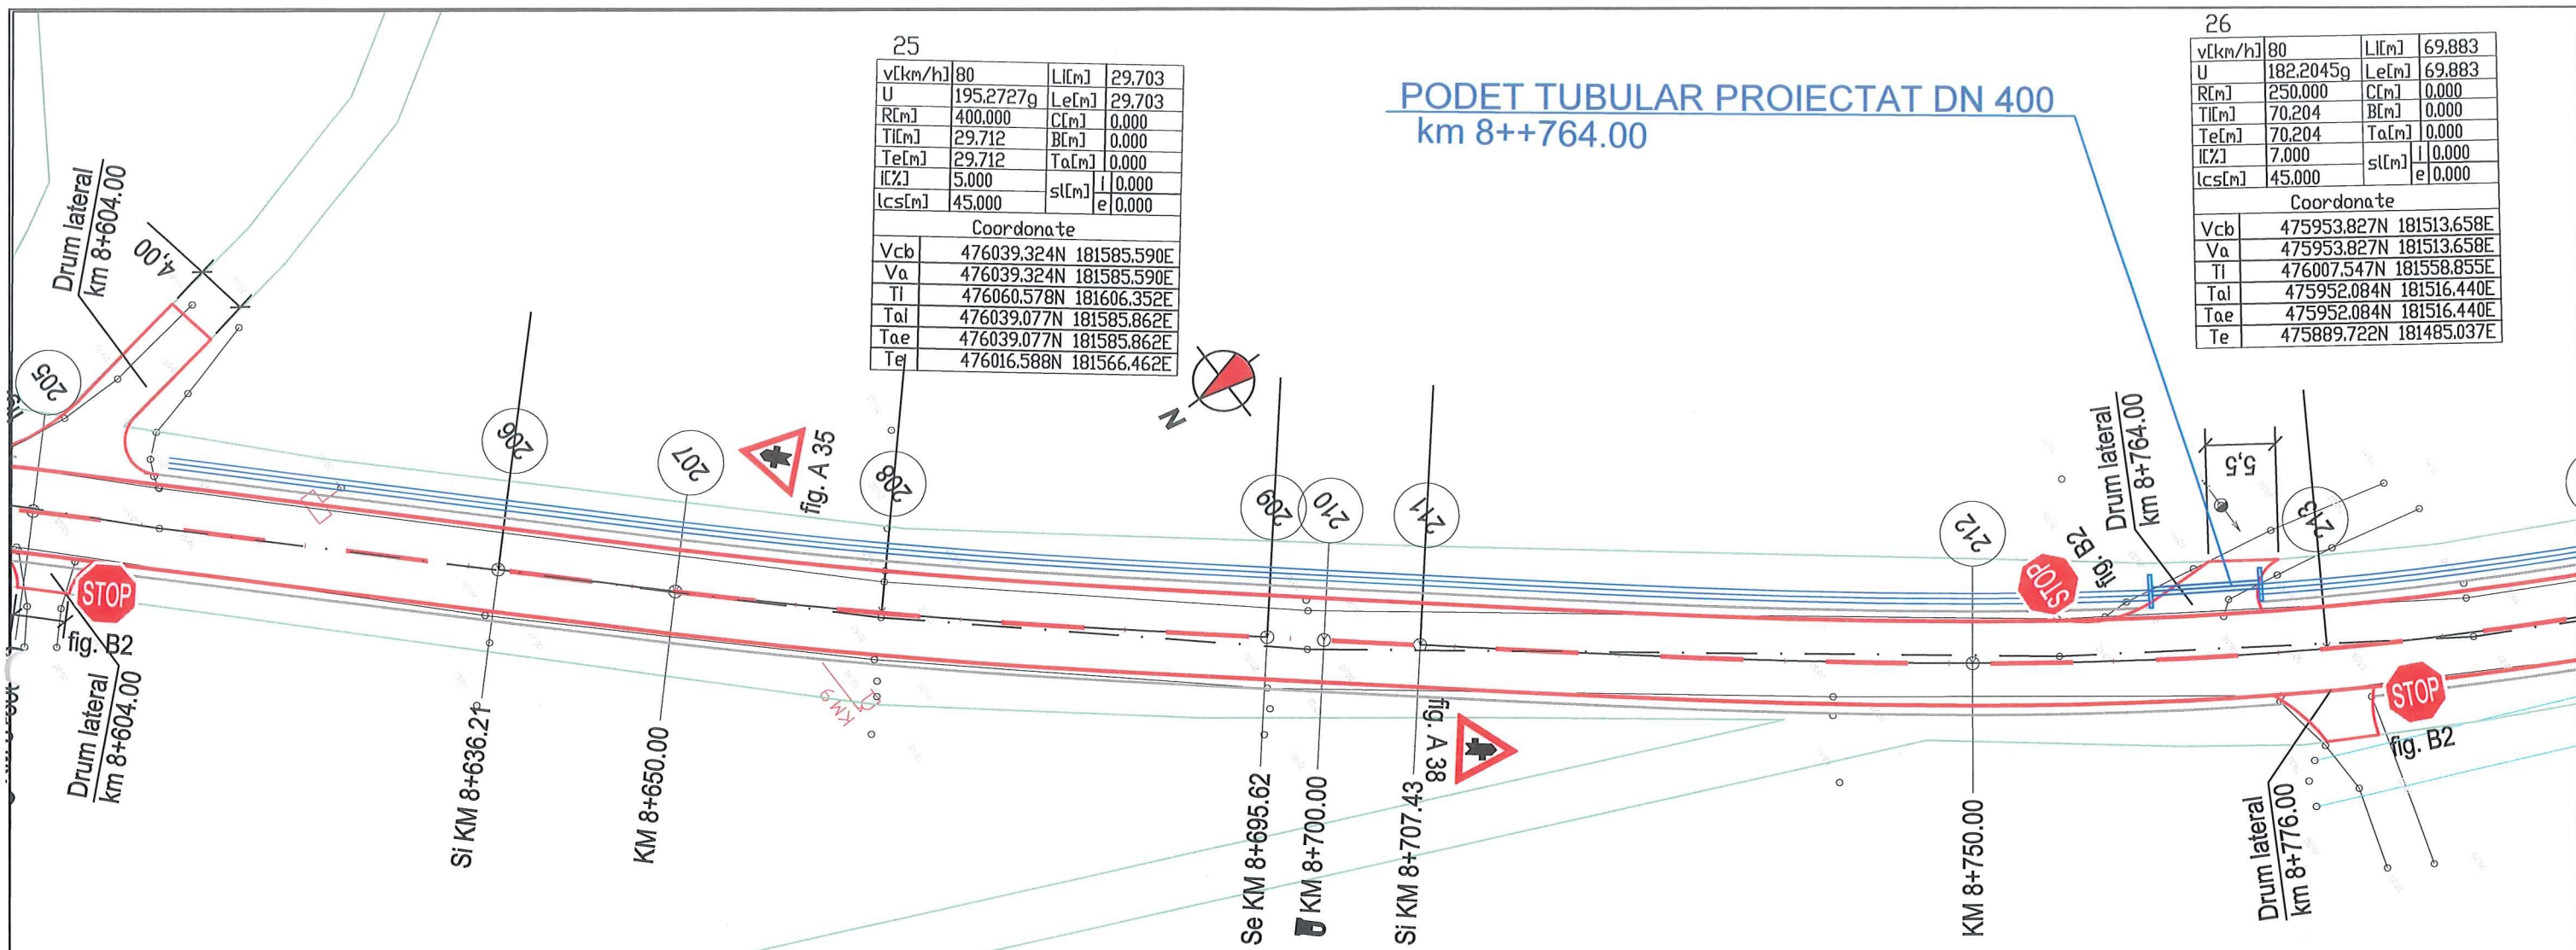 25
v[km/h] 80 Li[m] 29.703
U 195.2727g Le[m] 29.703
R[m] 400.000 C[m] 0.000
Ti[m] 29.712 B[m] 0.000
Te[m] 29.712 Ta[m] 0.000
i[%] 5.000 sl[m] i 0.000
lcs[m] 45.000 e 0.000
Coordonate
Vcb 476039.324N 181585.590E
Va 476039.324N 181585.590E
Ti 476060.578N 181606.352E
Tai 476039.077N 181585.862E
Tae 476039.077N 181585.862E
Te 476016.588N 181566.462E
PODET TUBULAR PROIECTAT DN 400
km 8++764.00
26
v[km/h] 80 Li[m] 69.883
U 182.2045g Le[m] 69.883
R[m] 250.000 C[m] 0.000
Ti[m] 70.204 B[m] 0.000
Te[m] 70.204 Ta[m] 0.000
i[%] 7.000 sl[m] i 0.000
lcs[m] 45.000 e 0.000
Coordonate
Vcb 475953.827N 181513.658E
Va 475953.827N 181513.658E
Ti 476007.547N 181558.855E
Tai 475952.084N 181516.440E
Tae 475952.084N 181516.440E
Te 475889.722N 181485.037E
Drum lateral
km 8+604.00
4,00
205
206
207
fig. A 35
208
N
209
210
211
212
STOP
fig. B2
Drum lateral
km 8+764.00
5,5
213
STOP
fig. B2
Drum lateral
km 8+604.00
Si KM 8+636.21
KM 8+650.00
KM 9
Se KM 8+695.62
KM 8+700.00
Si KM 8+707.43
fig. A 38
KM 8+750.00
STOP
fig. B2
Drum lateral
km 8+776.00